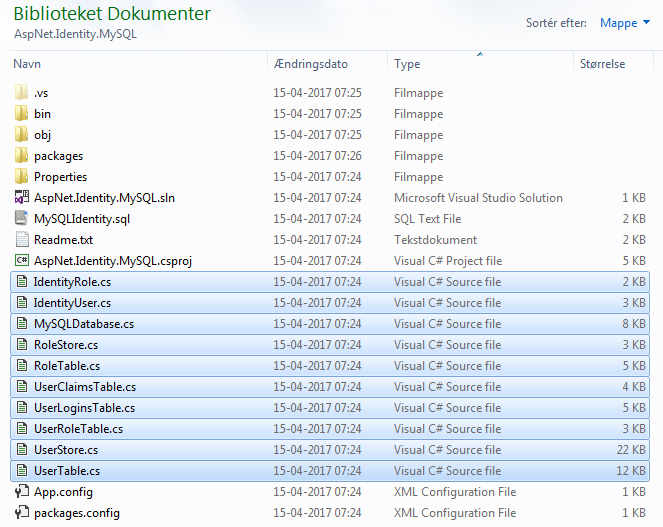 Biblioteket Dokumenter
AspNet.Identity.MySQL
Sortér efter: Mappe
Navn Ændringsdato Type Størrelse
.vs 15-04-2017 07:25 Filmappe
bin 15-04-2017 07:25 Filmappe
obj 15-04-2017 07:25 Filmappe
packages 15-04-2017 07:26 Filmappe
Properties 15-04-2017 07:24 Filmappe
AspNet.Identity.MySQL.sln 15-04-2017 07:24 Microsoft Visual Studio Solution 1 KB
MySQLIdentity.sql 15-04-2017 07:24 SQL Text File 2 KB
Readme.txt 15-04-2017 07:24 Tekstdokument 2 KB
C# AspNet.Identity.MySQL.csproj 15-04-2017 07:24 Visual C# Project file 5 KB
IdentityRole.cs 15-04-2017 07:24 Visual C# Source file 2 KB
IdentityUser.cs 15-04-2017 07:24 Visual C# Source file 3 KB
MySQLDatabase.cs 15-04-2017 07:24 Visual C# Source file 8 KB
RoleStore.cs 15-04-2017 07:24 Visual C# Source file 3 KB
RoleTable.cs 15-04-2017 07:24 Visual C# Source file 5 KB
UserClaimsTable.cs 15-04-2017 07:24 Visual C# Source file 4 KB
UserLoginsTable.cs 15-04-2017 07:24 Visual C# Source file 5 KB
UserRoleTable.cs 15-04-2017 07:24 Visual C# Source file 3 KB
UserStore.cs 15-04-2017 07:24 Visual C# Source file 22 KB
UserTable.cs 15-04-2017 07:24 Visual C# Source file 12 KB
App.config 15-04-2017 07:24 XML Configuration File 1 KB
packages.config 15-04-2017 07:24 XML Configuration File 1 KB